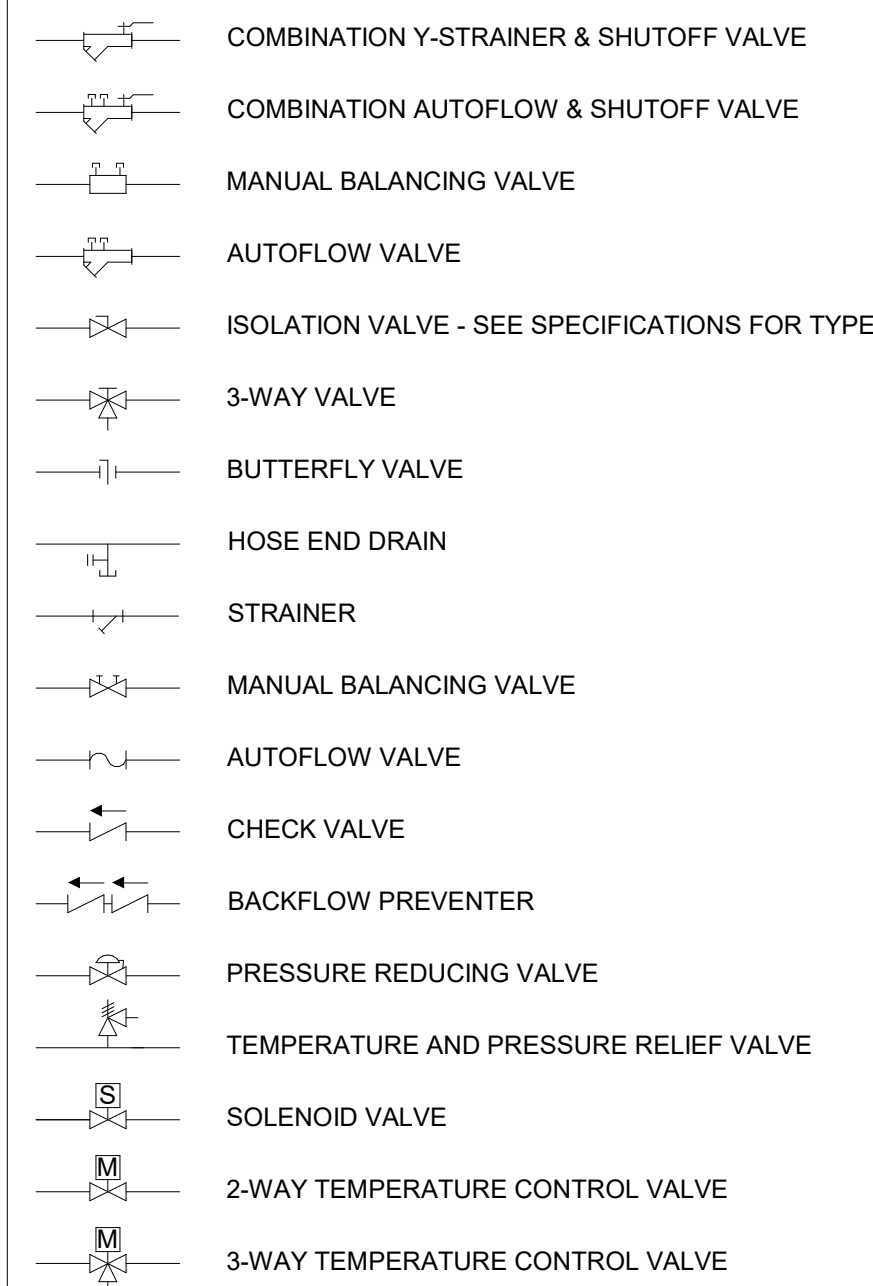 COMBINATION Y-STRAINER & SHUTOFF VALVE
COMBINATION AUTOFLOW & SHUTOFF VALVE
MANUAL BALANCING VALVE
AUTOFLOW VALVE
ISOLATION VALVE - SEE SPECIFICATIONS FOR TYPE
3-WAY VALVE
BUTTERFLY VALVE
HOSE END DRAIN
STRAINER
MANUAL BALANCING VALVE
AUTOFLOW VALVE
CHECK VALVE
BACKFLOW PREVENTER
PRESSURE REDUCING VALVE
TEMPERATURE AND PRESSURE RELIEF VALVE
S SOLENOID VALVE
M 2-WAY TEMPERATURE CONTROL VALVE
M 3-WAY TEMPERATURE CONTROL VALVE